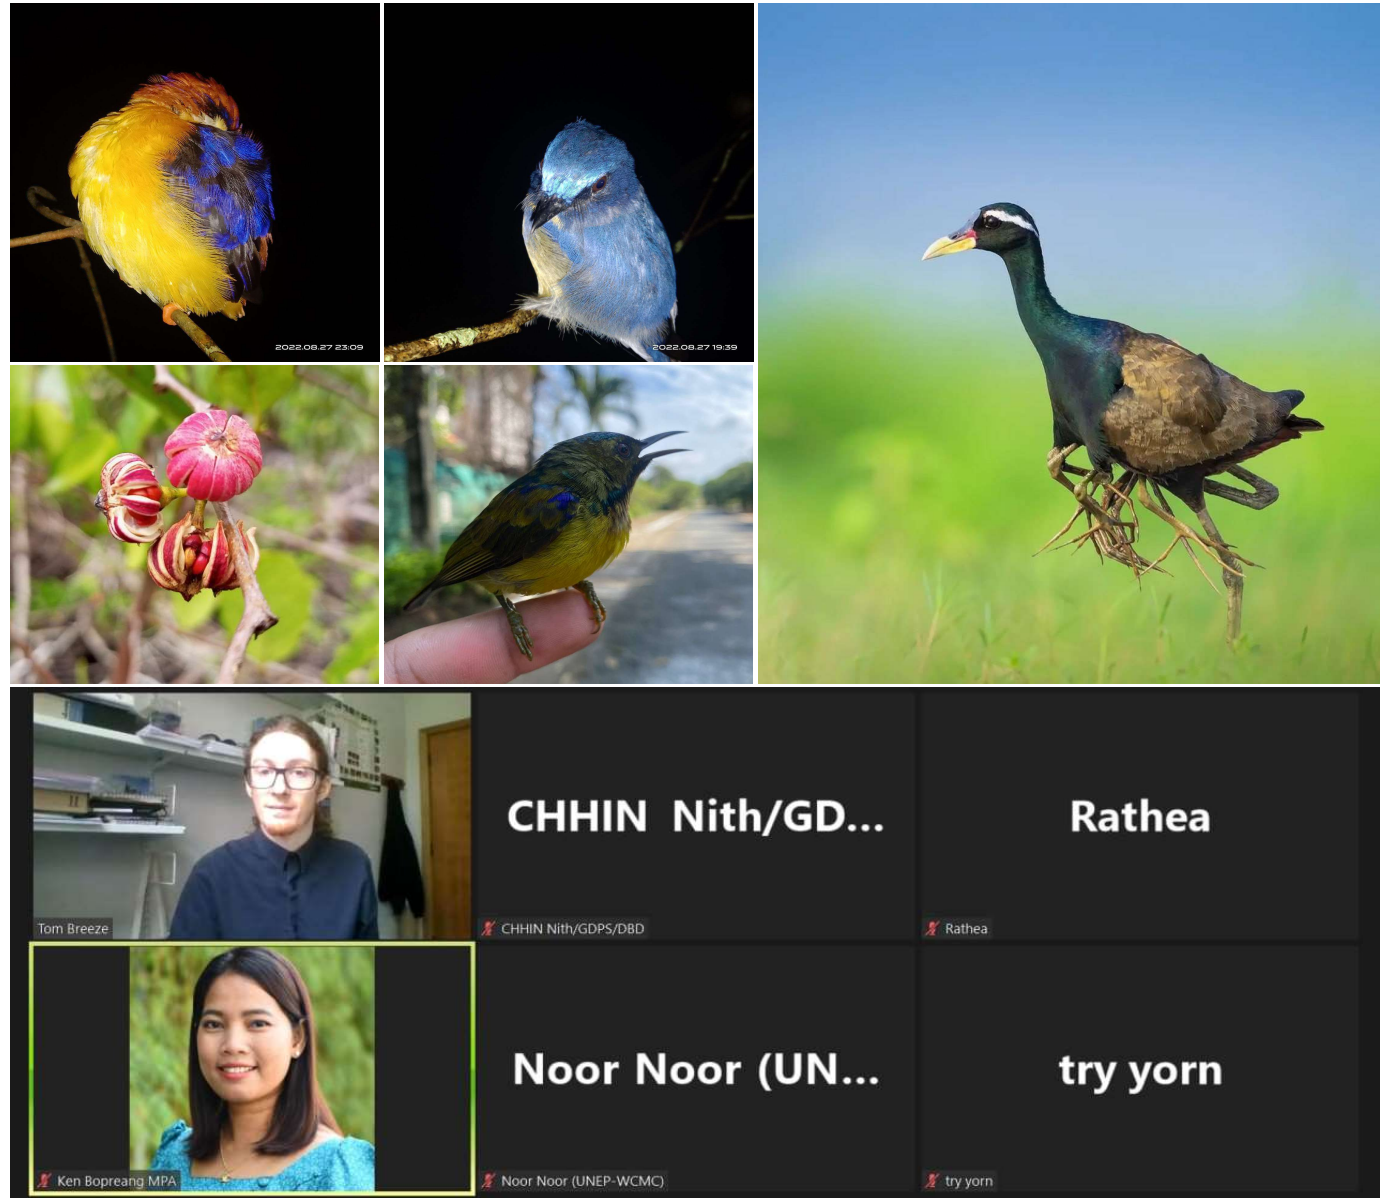 2022.08.27 23:09
2022.08.27 19:39
CHHIN Nith/GD...
Rathea
Tom Breeze
CHHIN Nith/GDPS/DBD
Rathea
Noor Noor (UN...
try yorn
Ken Bopreang MPA
Noor Noor (UNEP-WCMC)
try yorn